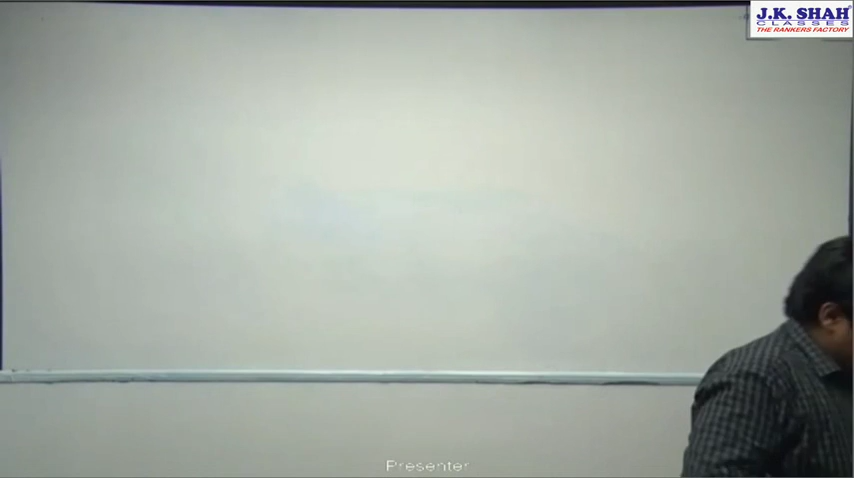 J.K. SHAH®
CLASSES
THE RANKERS FACTORY
Presenter